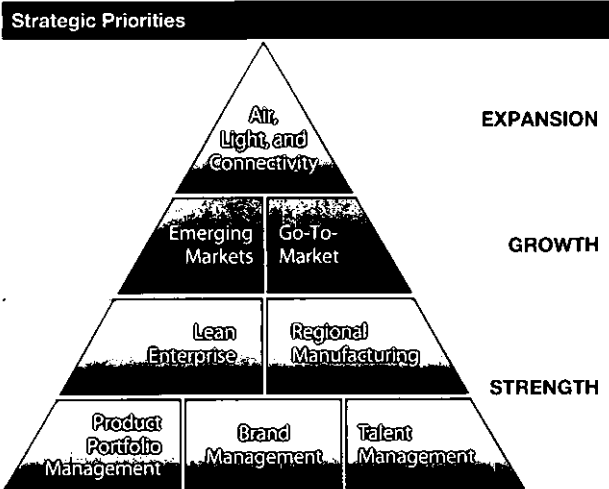 Strategic Priorities
Air,
Light, and
Connectivity
EXPANSION
Emerging
Markets
Go-To-
Market
GROWTH
Lean
Enterprise
Regional
Manufacturing
STRENGTH
Product
Portfolio
Management
Brand
Management
Talent
Management